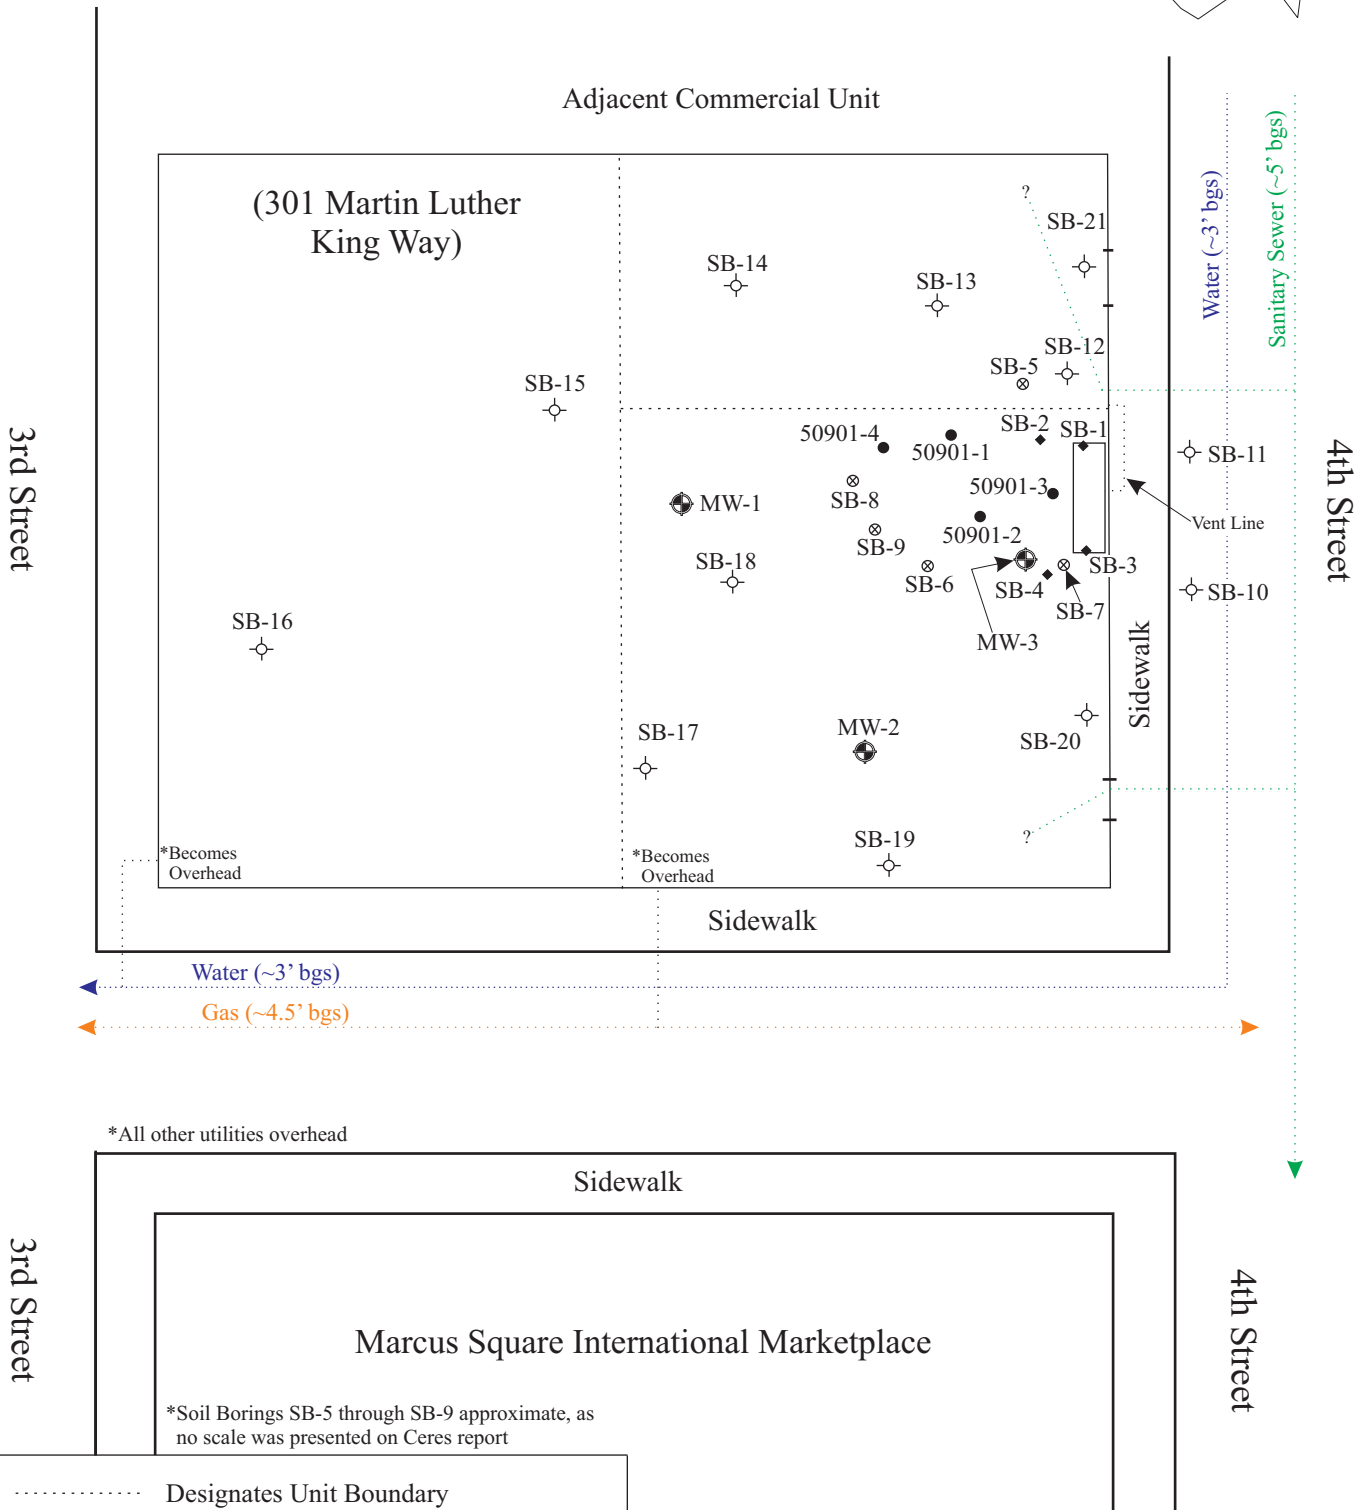 Adjacent Commercial Unit
(301 Martin Luther
King Way)
?
SB-21
Water (~3’ bgs)
Sanitary Sewer (~5’ bgs)
SB-14
SB-13
SB-12
SB-5
SB-15
SB-2
SB-1
50901-4
50901-1
SB-11
3rd Street
4th Street
50901-3
SB-8
MW-1
Vent Line
50901-2
SB-9
SB-18
SB-6
SB-3
SB-4
SB-7
SB-10
SB-16
MW-3
Sidewalk
SB-17
MW-2
SB-20
?
SB-19
*Becomes
Overhead
*Becomes
Overhead
Sidewalk
Water (~3’ bgs)
Gas (~4.5’ bgs)
*All other utilities overhead
Sidewalk
3rd Street
4th Street
Marcus Square International Marketplace
*Soil Borings SB-5 through SB-9 approximate, as
no scale was presented on Ceres report
Designates Unit Boundary